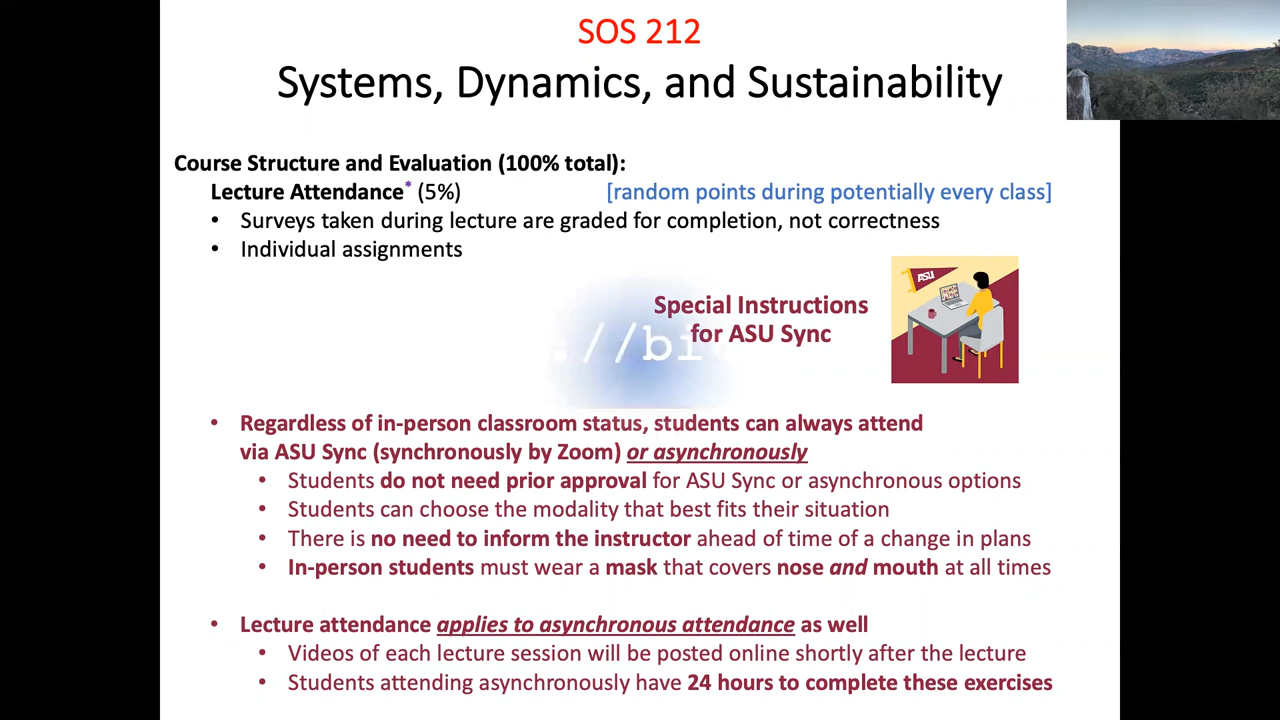 SOS 212
Systems, Dynamics, and Sustainability
Course Structure and Evaluation (100% total):
Lecture Attendance* (5%) [random points during potentially every class]
• Surveys taken during lecture are graded for completion, not correctness
• Individual assignments
Special Instructions
for ASU Sync
ASU
://bi
• Regardless of in-person classroom status, students can always attend
via ASU Sync (synchronously by Zoom) or asynchronously
• Students do not need prior approval for ASU Sync or asynchronous options
• Students can choose the modality that best fits their situation
• There is no need to inform the instructor ahead of time of a change in plans
• In-person students must wear a mask that covers nose and mouth at all times
• Lecture attendance applies to asynchronous attendance as well
• Videos of each lecture session will be posted online shortly after the lecture
• Students attending asynchronously have 24 hours to complete these exercises